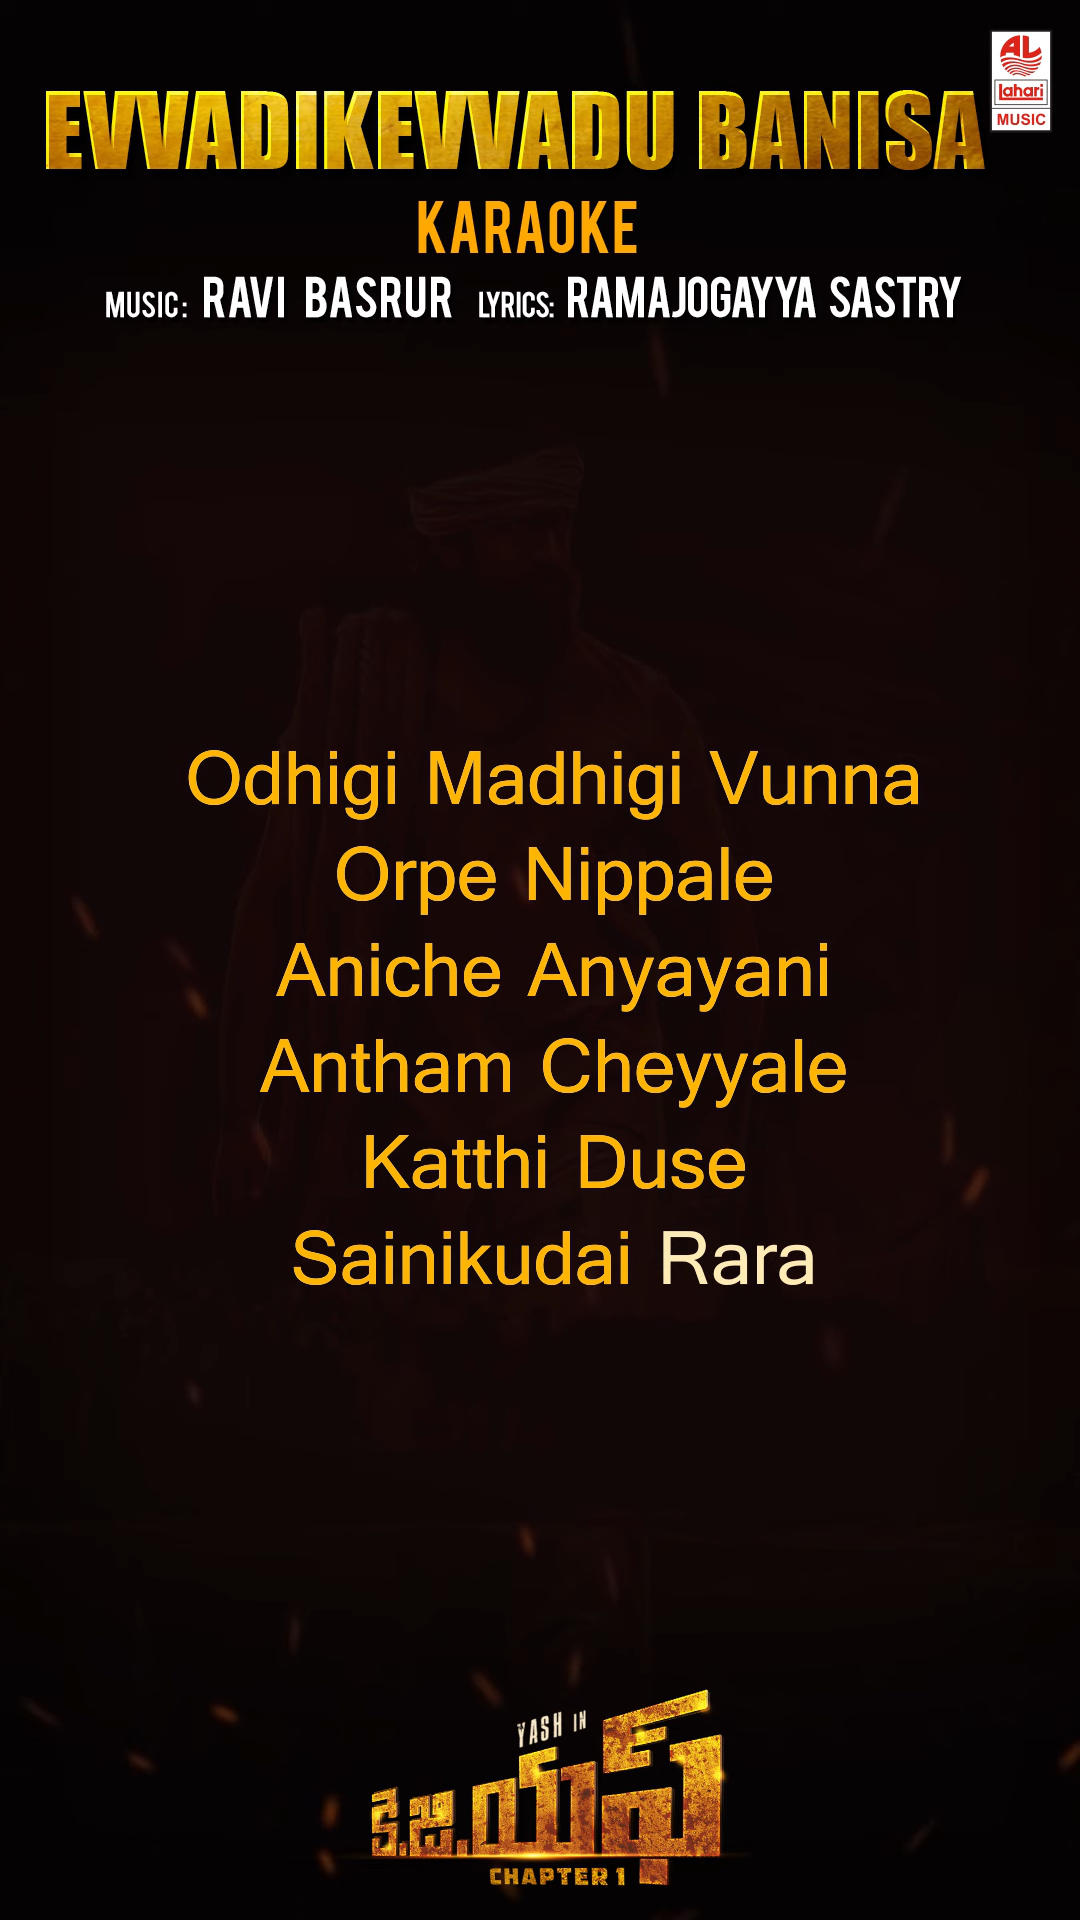 AL
lahari
MUSIC
EVVADIKEVVADU BANISA
KARAOKE
MUSIC: RAVI BASRUR LYRICS: RAMAJOGAYYA SASTRY
Odhigi Madhigi Vunna
Orpe Nippale
Aniche Anyayani
Antham Cheyyale
Katthi Duse
Sainikudai Rara
YASH IN
కె.జి.యఫ్
CHAPTER 1